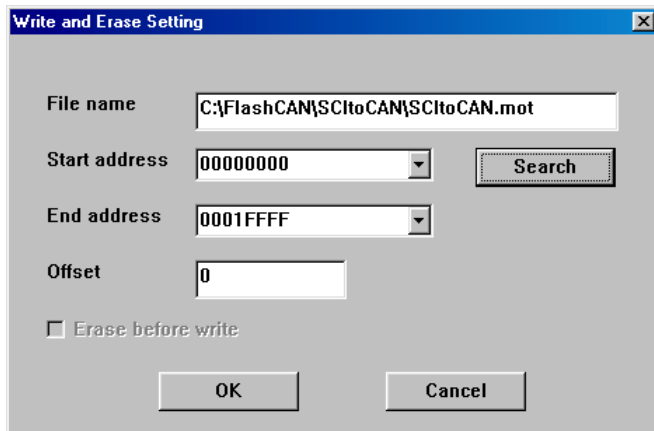 Write and Erase Setting
File name C:\FlashCAN\SCItoCAN\SCItoCAN.mot
Start address 00000000 Search
End address 0001FFFF
Offset 0
Erase before write
OK Cancel